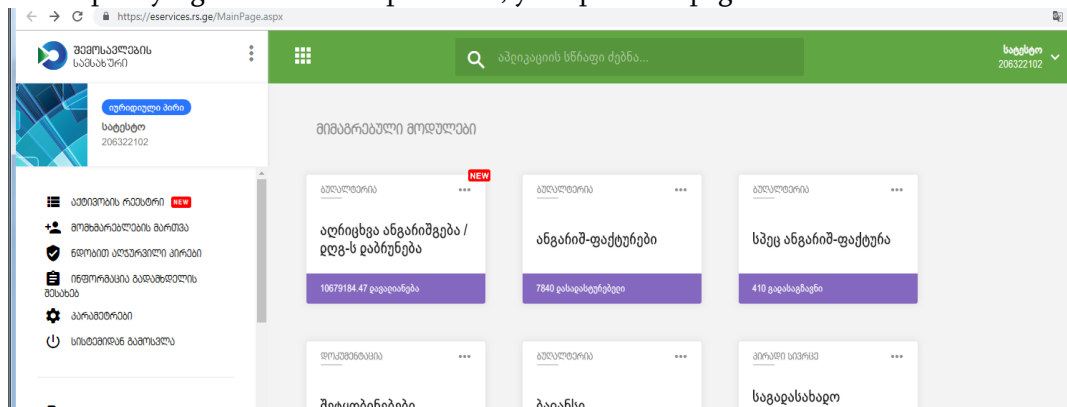 https://eservices.rs.ge/MainPage.aspx
შემოსავლების
სამსახური
აპლიკაციის სწრაფი ძებნა...
სატესტო
206322102
იურიდიული პირი
სატესტო
206322102
მიმაგრებული მოდულები
აქტივობის რეესტრი NEW
მომხმარებლების მართვა
ნდობით აღჭურვილი პირები
ინფორმაცია გადამხდელის
შესახებ
პარამეტრები
სისტემიდან გამოსვლა
NEW
ბუღალტერია
აღრიცხვა ანგარიშგება /
დღგ-ს დაბრუნება
10679184.47 დავალიანება
ბუღალტერია
ანგარიშ-ფაქტურები
7840 დასადასტურებელი
ბუღალტერია
სპეც ანგარიშ-ფაქტურა
410 გადასაგზავნი
დოკუმენტაცია
შეტყობინებები
ბუღალტერია
ბალანსი
პირადი სივრცე
საგადასახადო